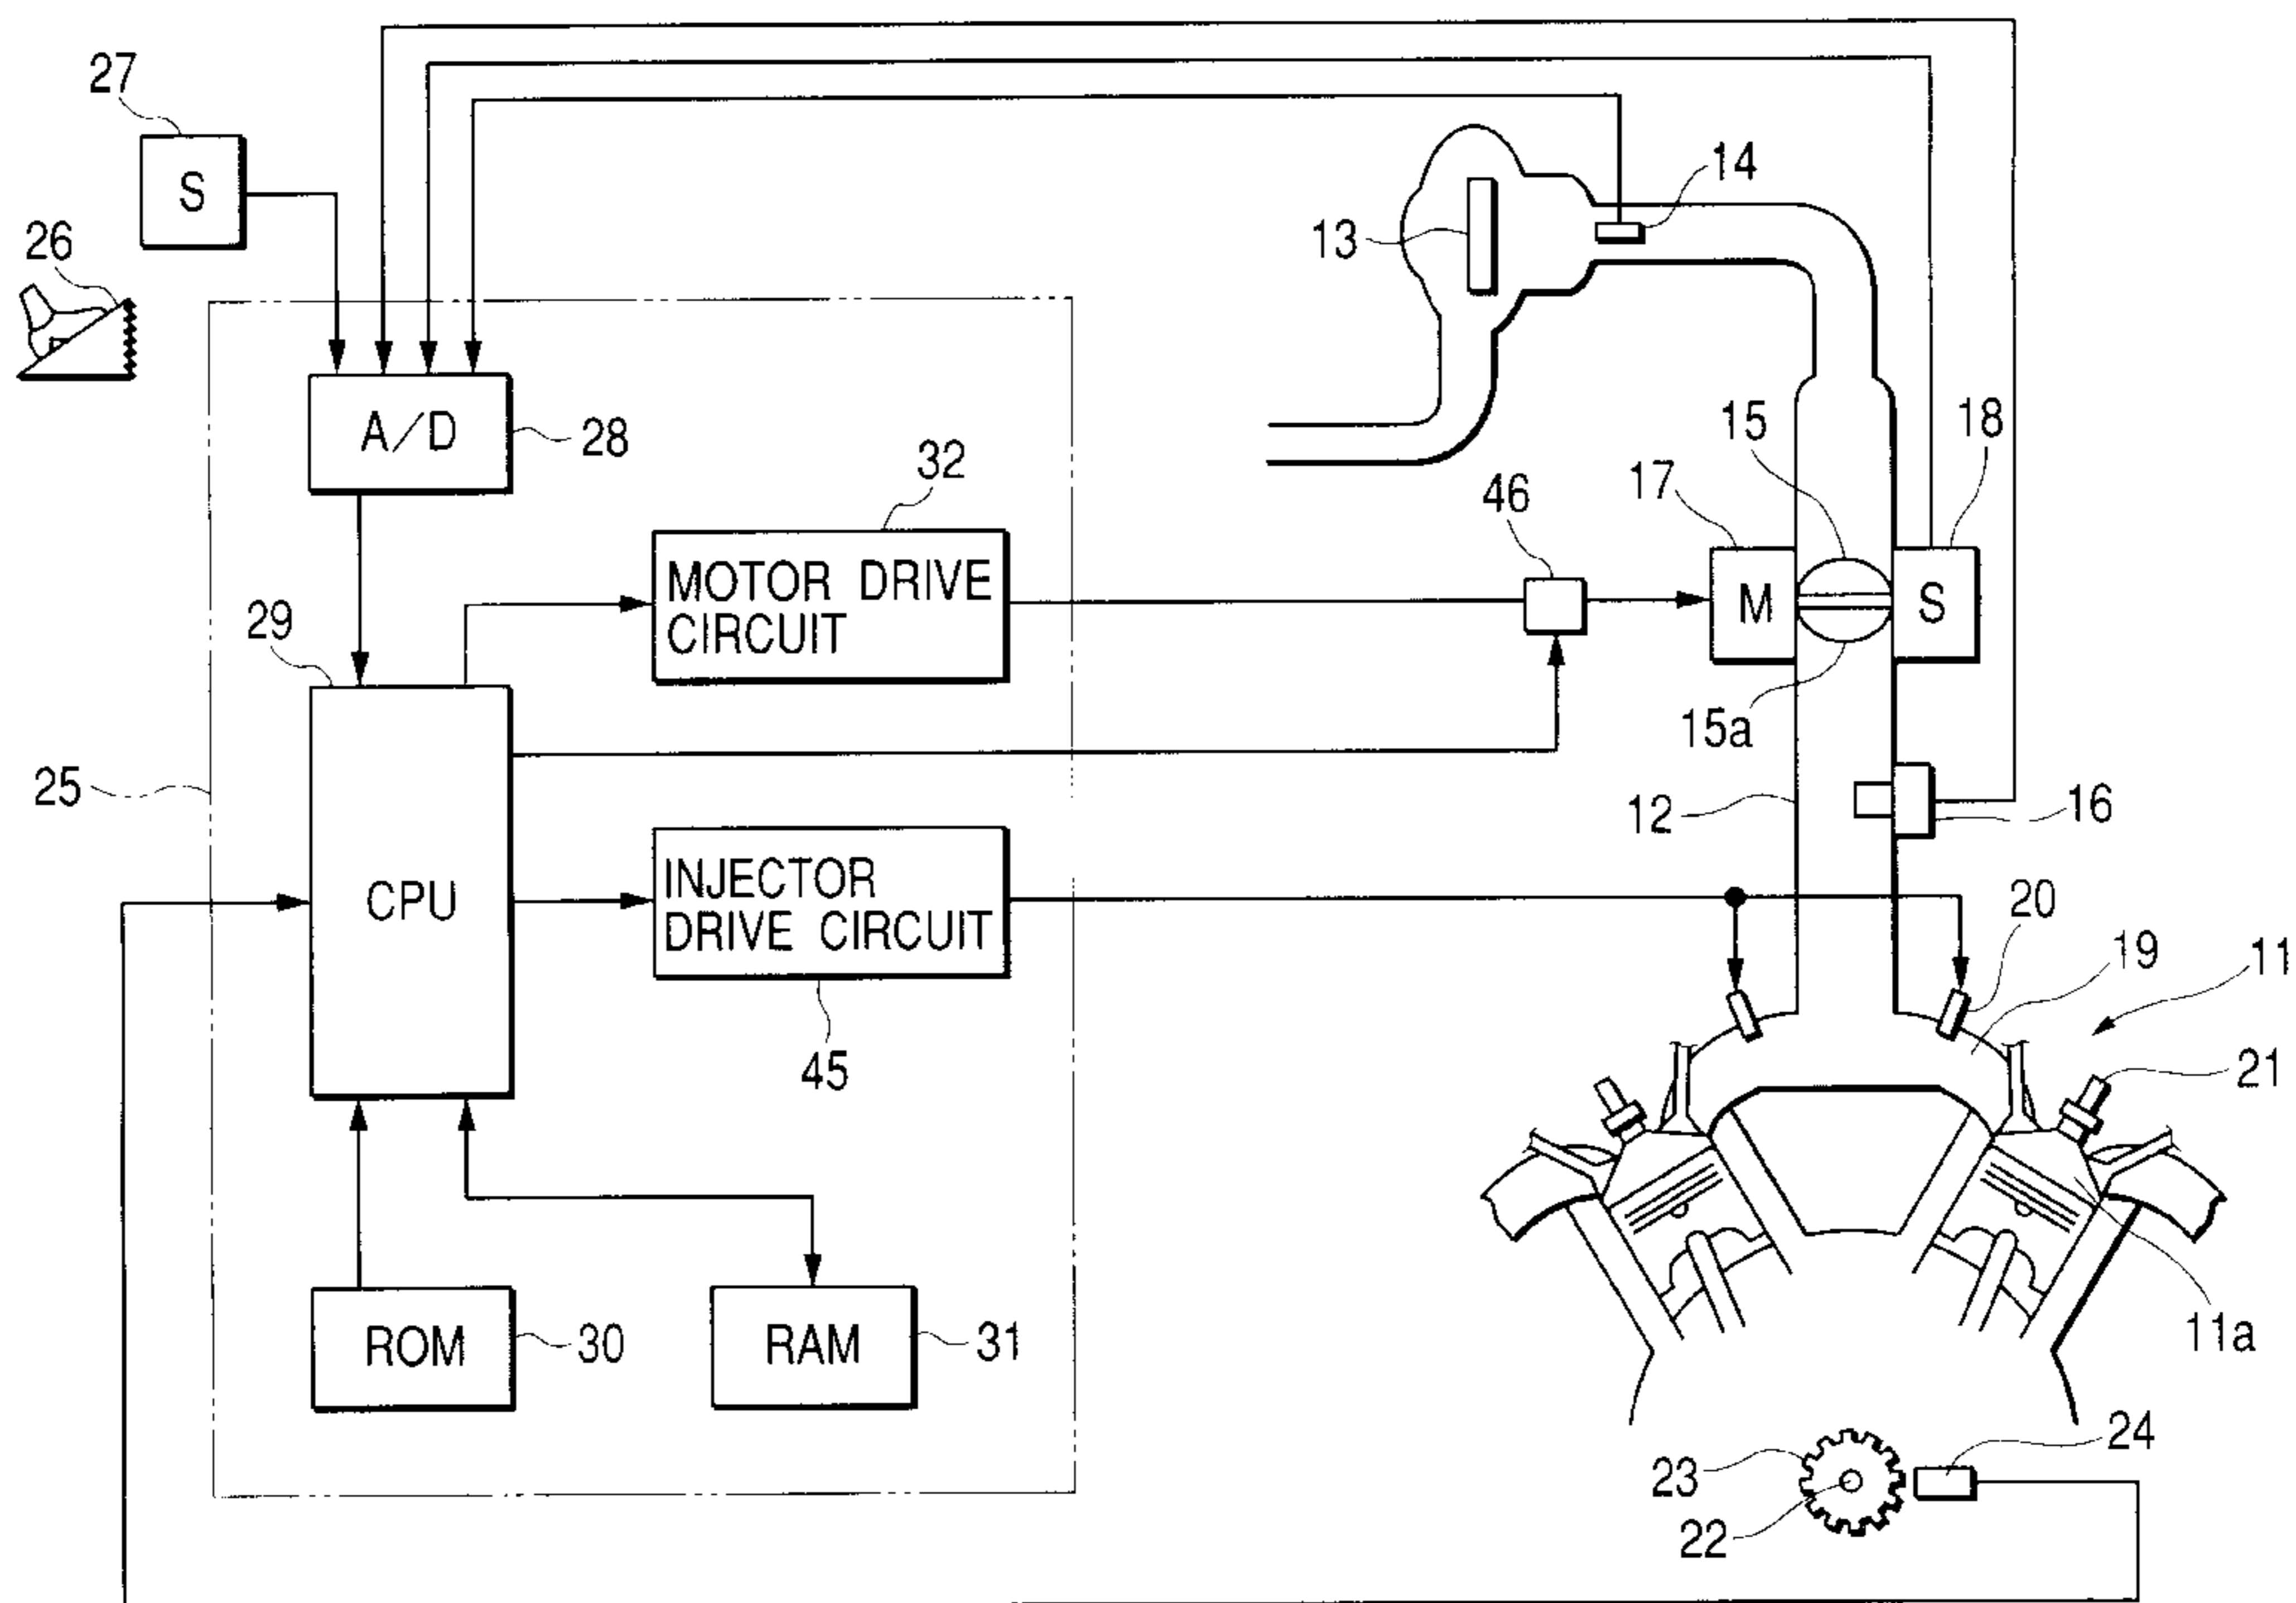 27
S
26
14
13
A/D
28
15
18
32
46
17
MOTOR DRIVE
CIRCUIT
M
S
29
15a
25
12
16
CPU
INJECTOR
DRIVE CIRCUIT
20
19
11
45
21
ROM
30
RAM
31
11a
24
23
22